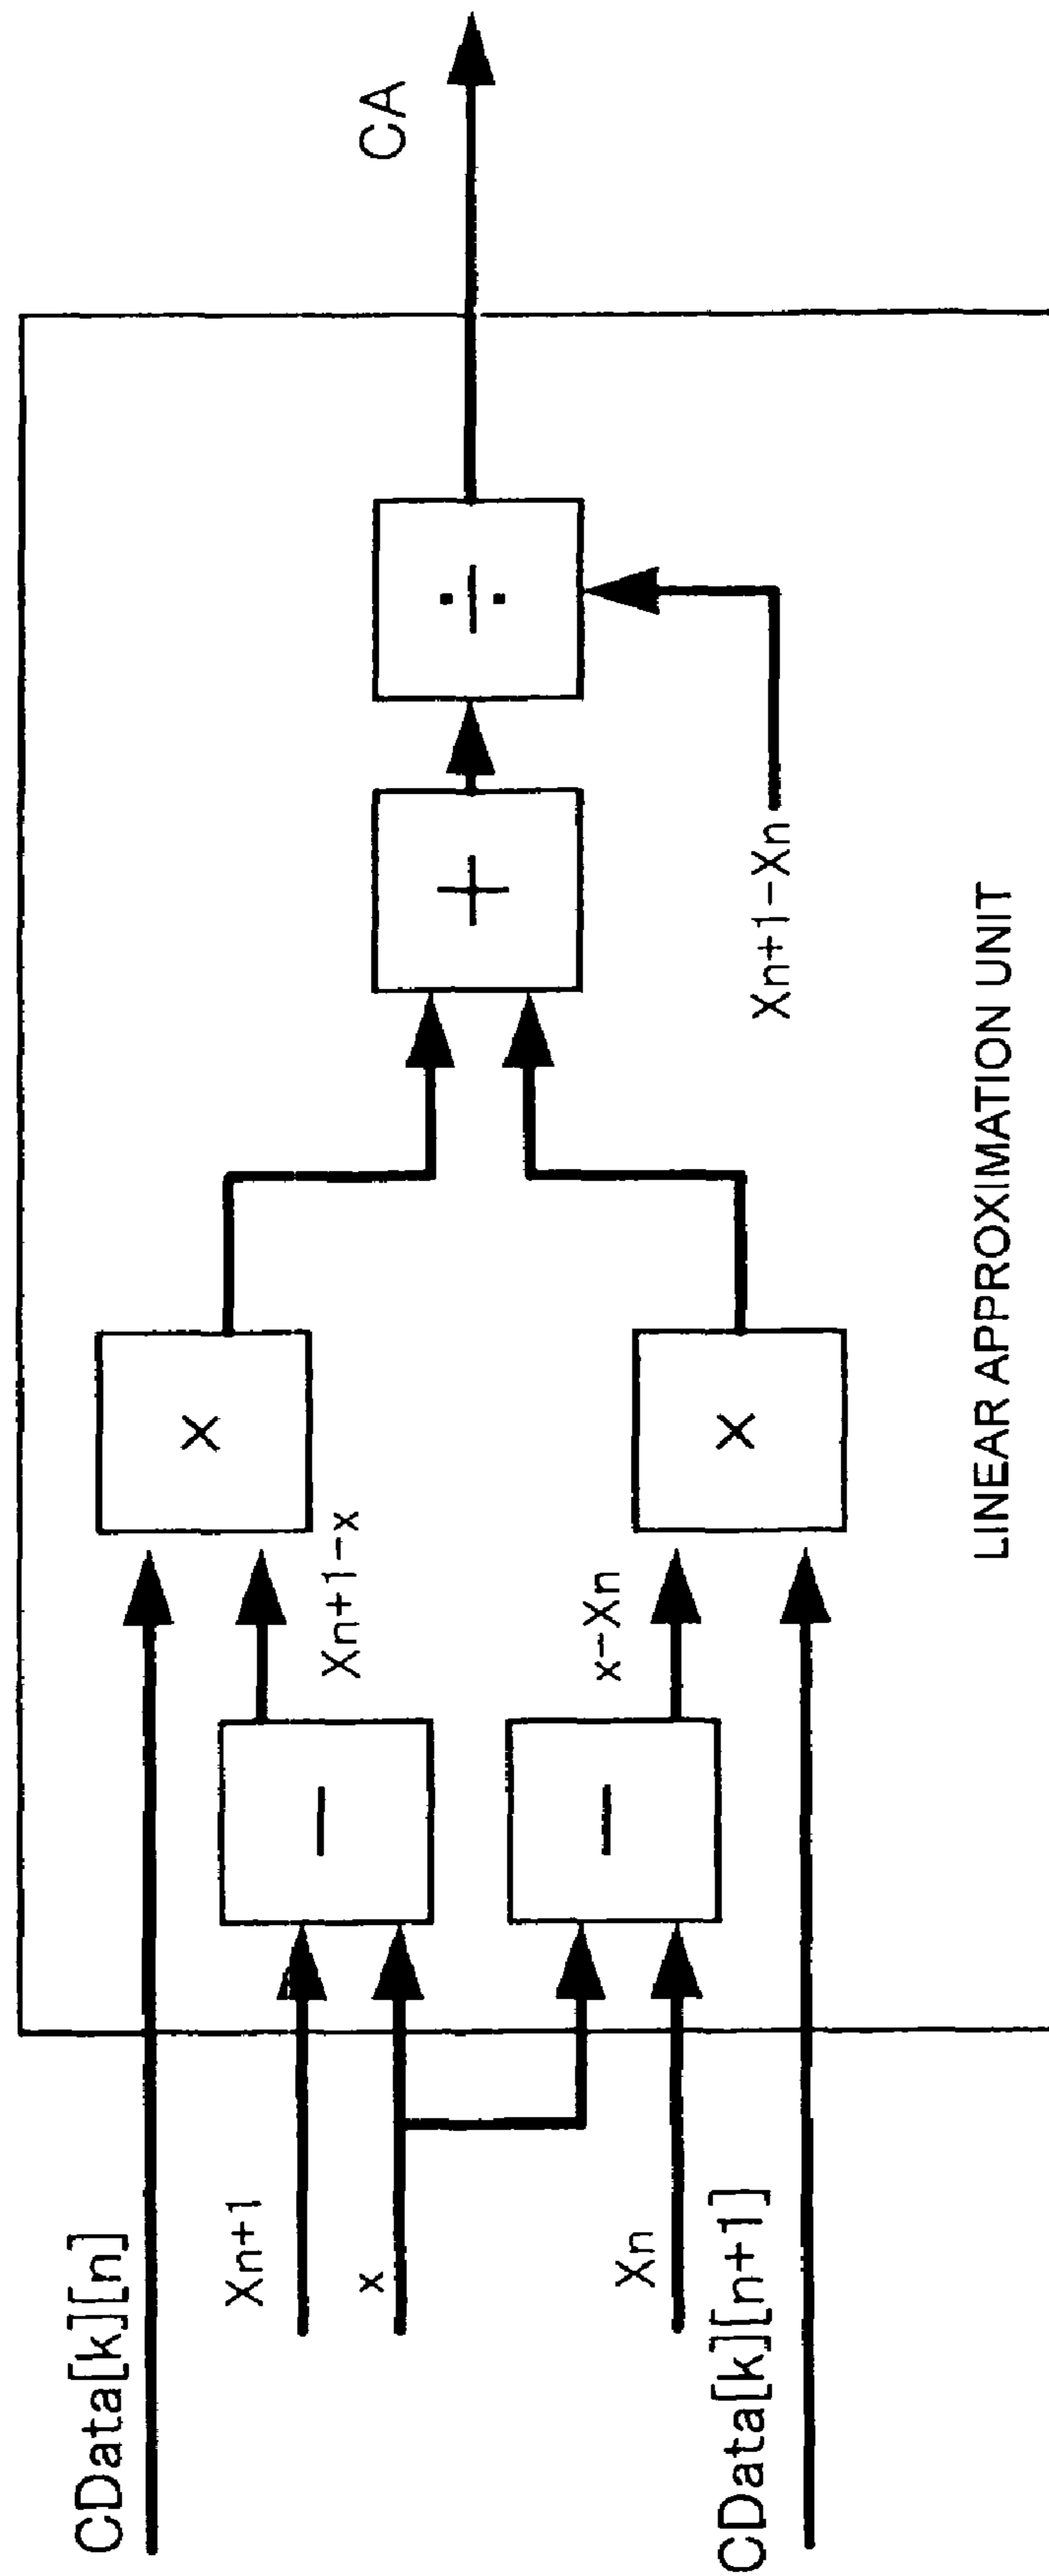 CData[k][n]
Xn+1
x
Xn
CData[k][n+1]
−
−
Xn+1−x
x−Xn
×
×
+
Xn+1−Xn
÷
CA
LINEAR APPROXIMATION UNIT